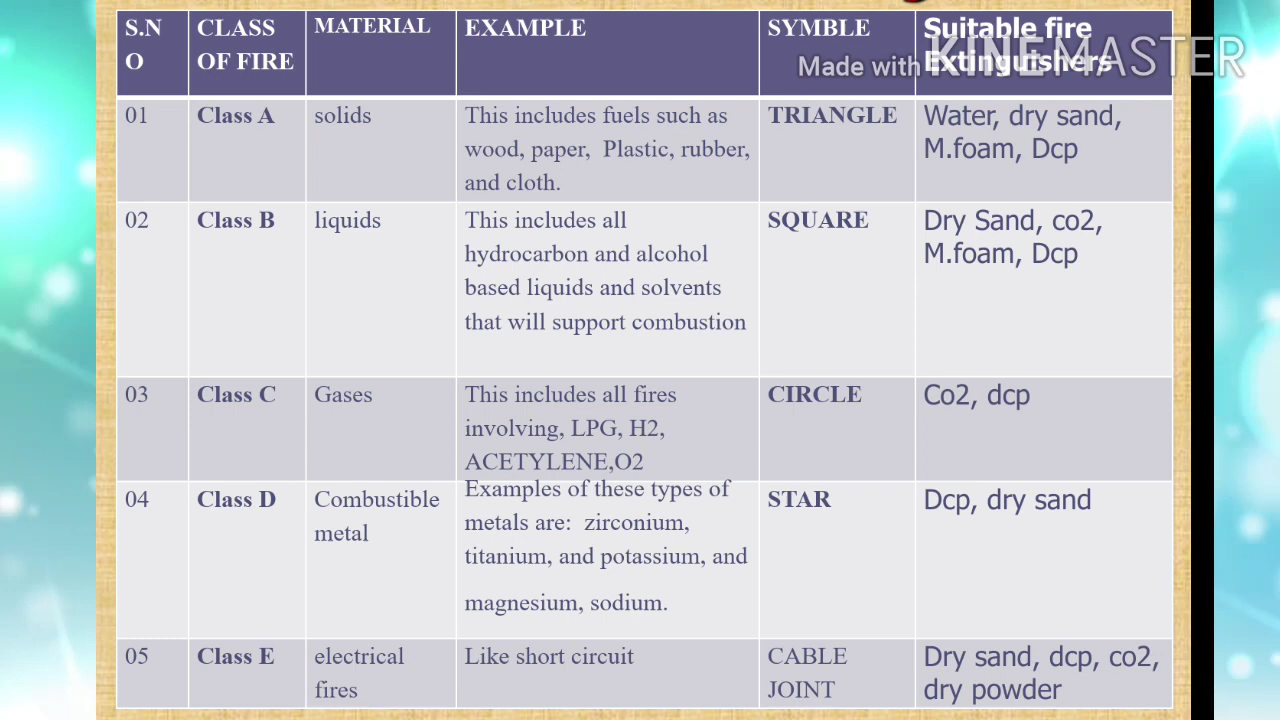 S.N
O
CLASS
OF FIRE
MATERIAL
EXAMPLE
SYMBLE
Suitable fire
Extinguishers
Made with KINEMASTER
01
Class A
solids
This includes fuels such as
wood, paper, Plastic, rubber,
and cloth.
TRIANGLE
Water, dry sand,
M.foam, Dcp
02
Class B
liquids
This includes all
hydrocarbon and alcohol
based liquids and solvents
that will support combustion
SQUARE
Dry Sand, co2,
M.foam, Dcp
03
Class C
Gases
This includes all fires
involving, LPG, H2,
ACETYLENE,O2
CIRCLE
Co2, dcp
04
Class D
Combustible
metal
Examples of these types of
metals are: zirconium,
titanium, and potassium, and
magnesium, sodium.
STAR
Dcp, dry sand
05
Class E
electrical
fires
Like short circuit
CABLE
JOINT
Dry sand, dcp, co2,
dry powder